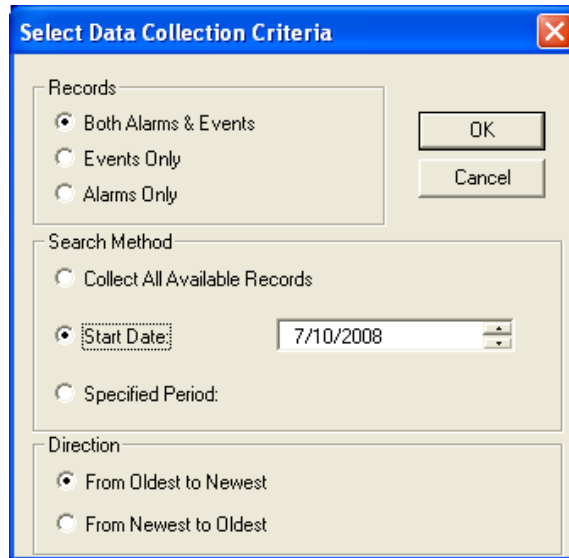 Select Data Collection Criteria
Records
Both Alarms & Events
Events Only
Alarms Only
OK
Cancel
Search Method
Collect All Available Records
Start Date:
7/10/2008
Specified Period:
Direction
From Oldest to Newest
From Newest to Oldest